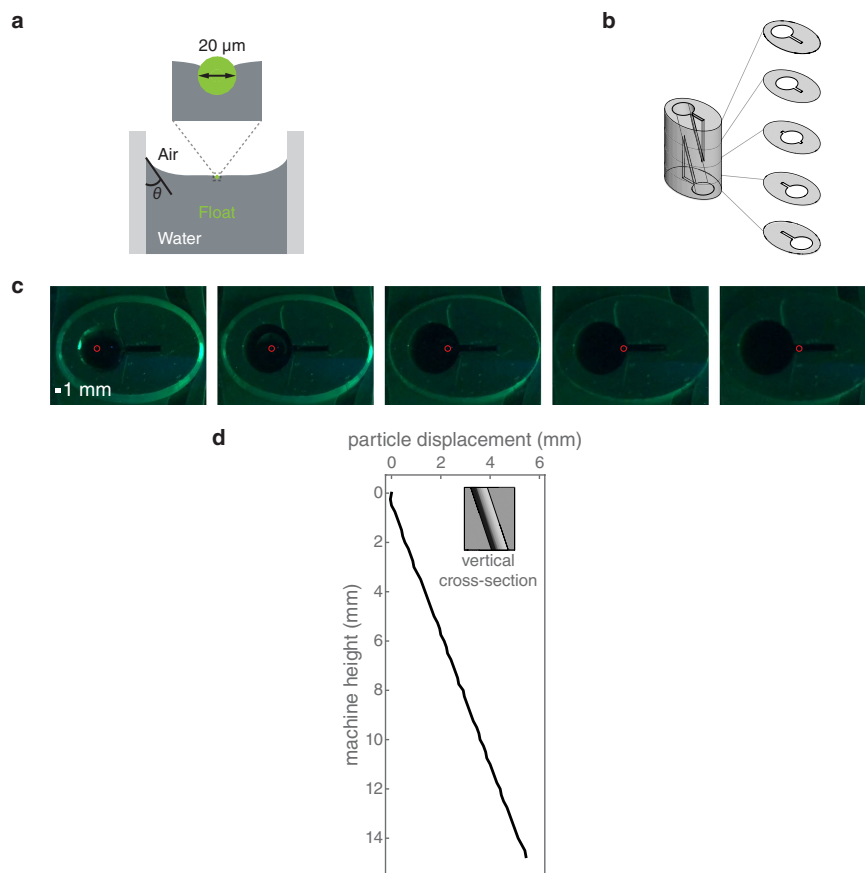 a
20 µm
Air
θ
Float
Water
b
c
1 mm
d
particle displacement (mm)
0 2 4 6
0
2
4
6
8
10
12
14
machine height (mm)
vertical
cross-section